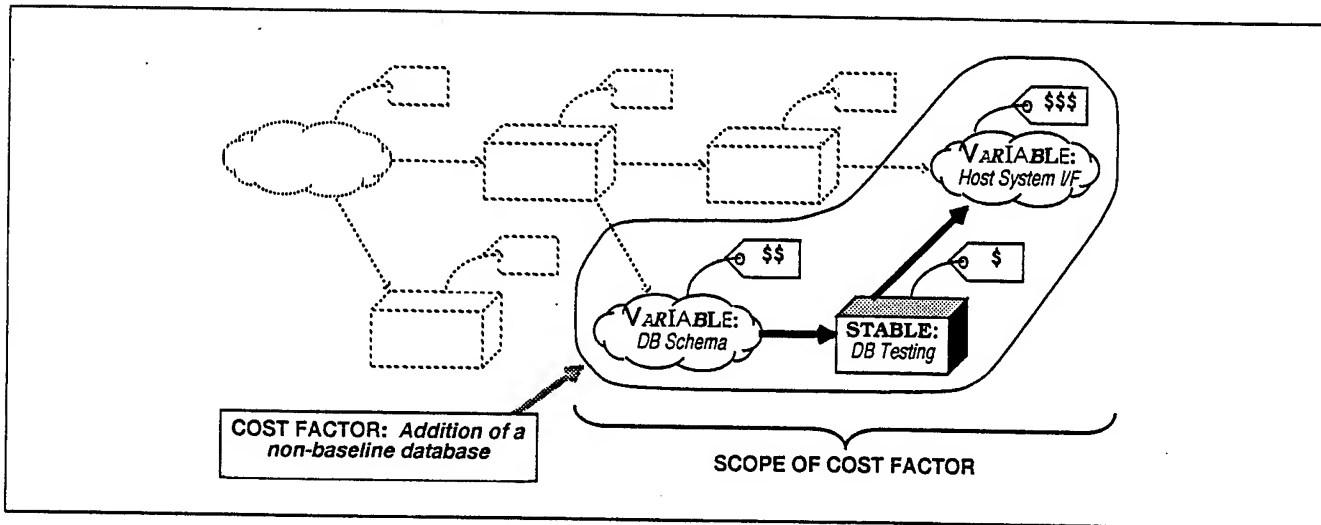 $$$
VARIABLE:
Host System I/F
$$
$
VARIABLE:
DB Schema
STABLE:
DB Testing
COST FACTOR: Addition of a
non-baseline database
SCOPE OF COST FACTOR